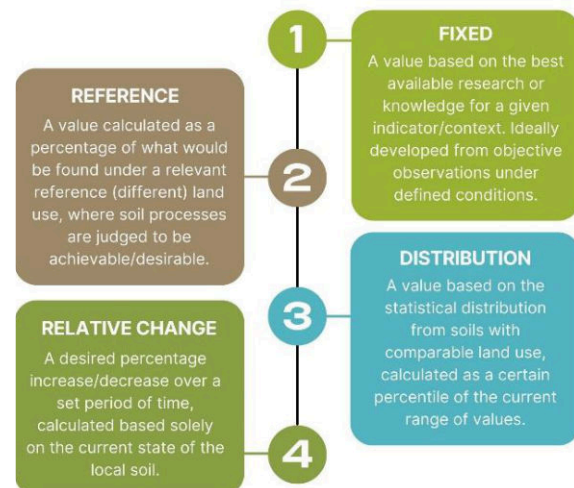 1
FIXED
A value based on the best
available research or
knowledge for a given
indicator/context. Ideally
developed from objective
observations under
defined conditions.
REFERENCE
A value calculated as a
percentage of what would
be found under a relevant
reference (different) land
use, where soil processes
are judged to be
achievable/desirable.
2
3
DISTRIBUTION
A value based on the
statistical distribution
from soils with
comparable land use,
calculated as a certain
percentile of the current
range of values.
RELATIVE CHANGE
A desired percentage
increase/decrease over a
set period of time,
calculated based solely
on the current state of the
local soil.
4